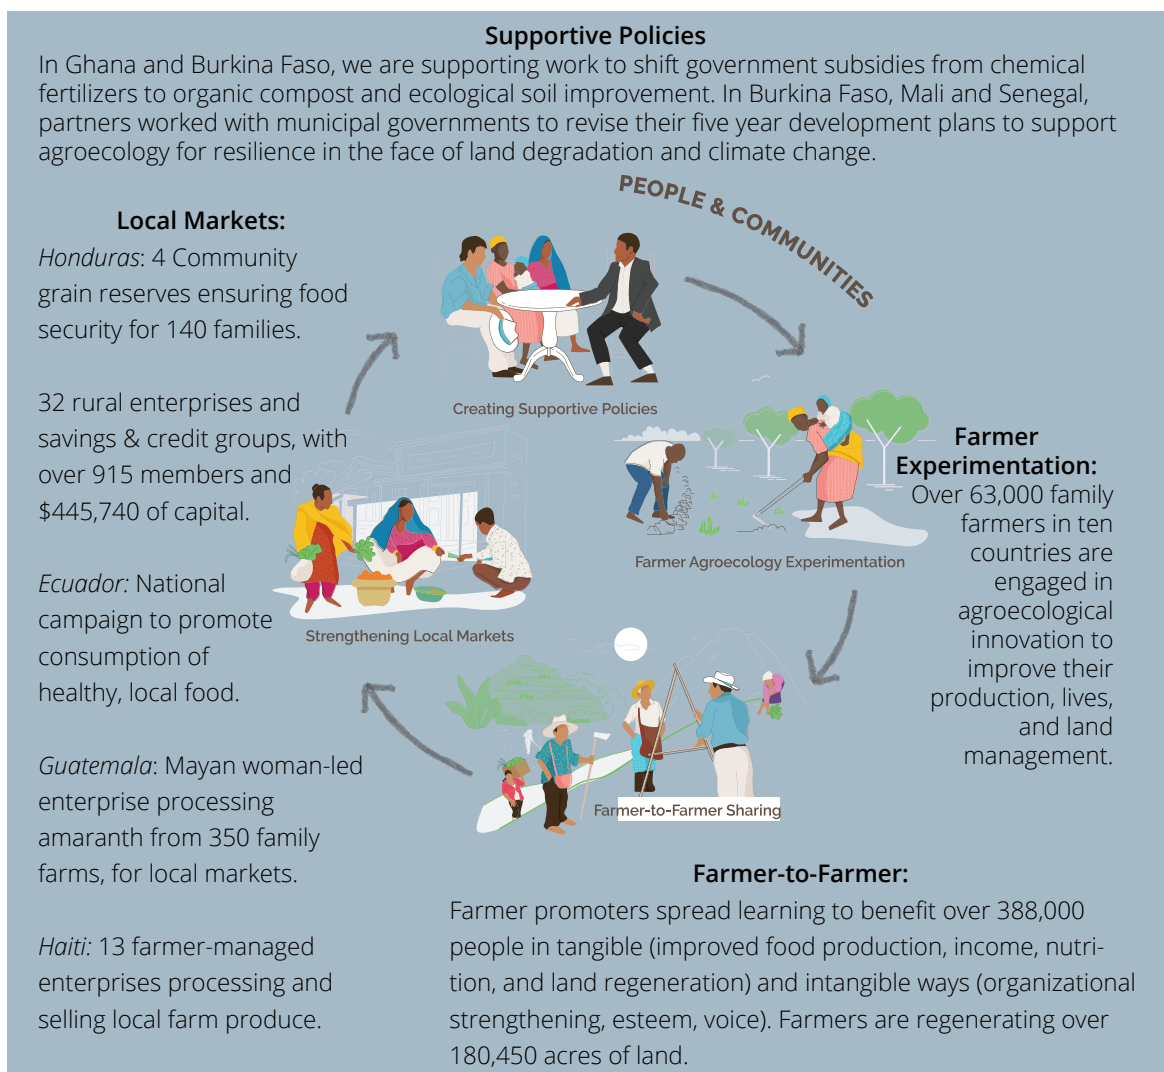 Supportive Policies
In Ghana and Burkina Faso, we are supporting work to shift government subsidies from chemical
fertilizers to organic compost and ecological soil improvement. In Burkina Faso, Mali and Senegal,
partners worked with municipal governments to revise their five year development plans to support
agroecology for resilience in the face of land degradation and climate change.
PEOPLE & COMMUNITIES
Local Markets:
Honduras: 4 Community
grain reserves ensuring food
security for 140 families.
32 rural enterprises and
savings & credit groups, with
over 915 members and
$445,740 of capital.
Ecuador: National
campaign to promote
consumption of
healthy, local food.
Guatemala: Mayan woman-led
enterprise processing
amaranth from 350 family
farms, for local markets.
Haiti: 13 farmer-managed
enterprises processing and
selling local farm produce.
Creating Supportive Policies
Farmer Agroecology Experimentation
Strengthening Local Markets
Farmer-to-Farmer Sharing
Farmer
Experimentation:
Over 63,000 family
farmers in ten
countries are
engaged in
agroecological
innovation to
improve their
production, lives,
and land
management.
Farmer-to-Farmer:
Farmer promoters spread learning to benefit over 388,000
people in tangible (improved food production, income, nutri-
tion, and land regeneration) and intangible ways (organizational
strengthening, esteem, voice). Farmers are regenerating over
180,450 acres of land.